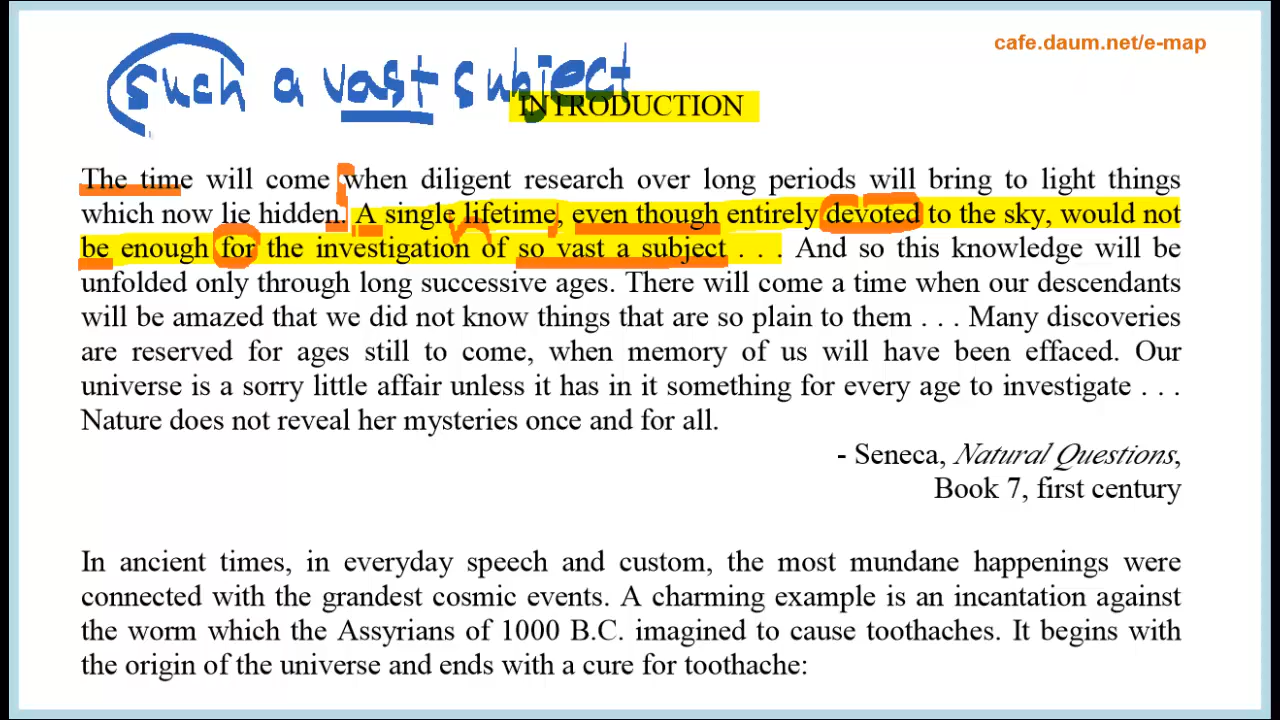 cafe.daum.net/e-map
such a vast subject
INTRODUCTION
The time will come when diligent research over long periods will bring to light things
which now lie hidden. A single lifetime, even though entirely devoted to the sky, would not
be enough for the investigation of so vast a subject . . . And so this knowledge will be
unfolded only through long successive ages. There will come a time when our descendants
will be amazed that we did not know things that are so plain to them . . . Many discoveries
are reserved for ages still to come, when memory of us will have been effaced. Our
universe is a sorry little affair unless it has in it something for every age to investigate . . .
Nature does not reveal her mysteries once and for all.
- Seneca, Natural Questions,
Book 7, first century
In ancient times, in everyday speech and custom, the most mundane happenings were
connected with the grandest cosmic events. A charming example is an incantation against
the worm which the Assyrians of 1000 B.C. imagined to cause toothaches. It begins with
the origin of the universe and ends with a cure for toothache: